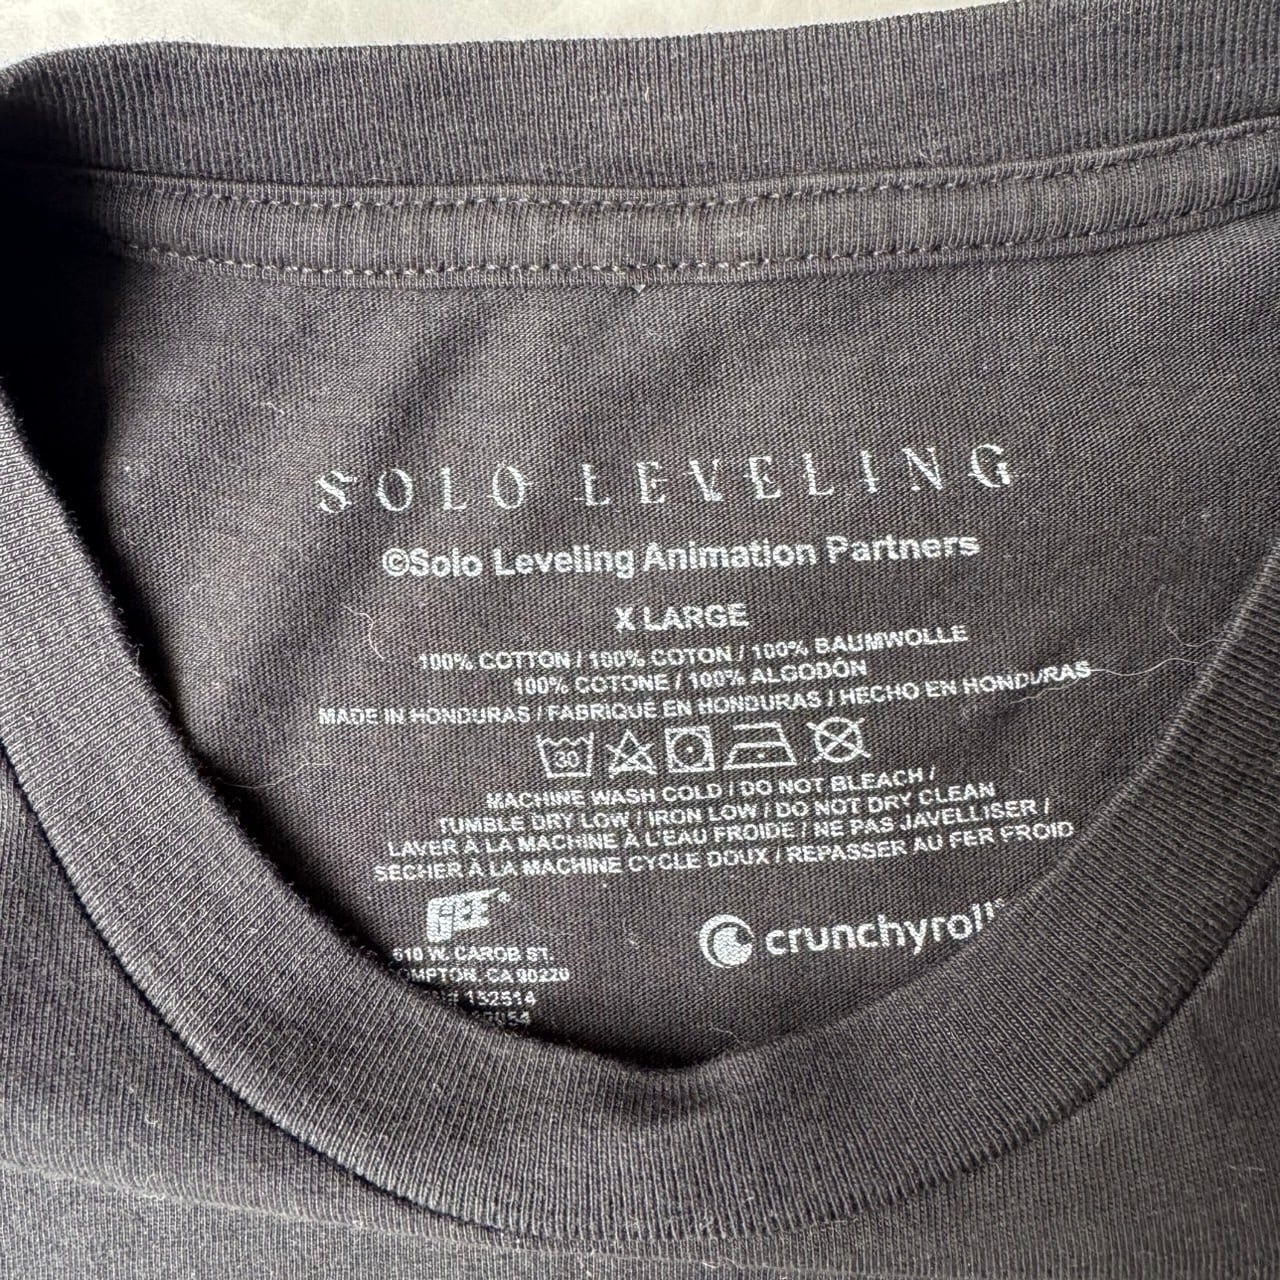 SOLO LEVELING
©Solo Leveling Animation Partners
X LARGE
100% COTTON / 100% COTON / 100% BAUMWOLLE
100% COTONE / 100% ALGODÓN
MADE IN HONDURAS / FABRIQUE EN HONDURAS / HECHO EN HONDURAS
30
MACHINE WASH COLD / DO NOT BLEACH /
TUMBLE DRY LOW / IRON LOW / DO NOT DRY CLEAN
LAVER À LA MACHINE À L'EAU FROIDE / NE PAS JAVELLISER /
SÉCHER À LA MACHINE CYCLE DOUX / REPASSER AU FER FROID
GEE®
crunchyroll
W. CAROB ST.
CA 90220
132514